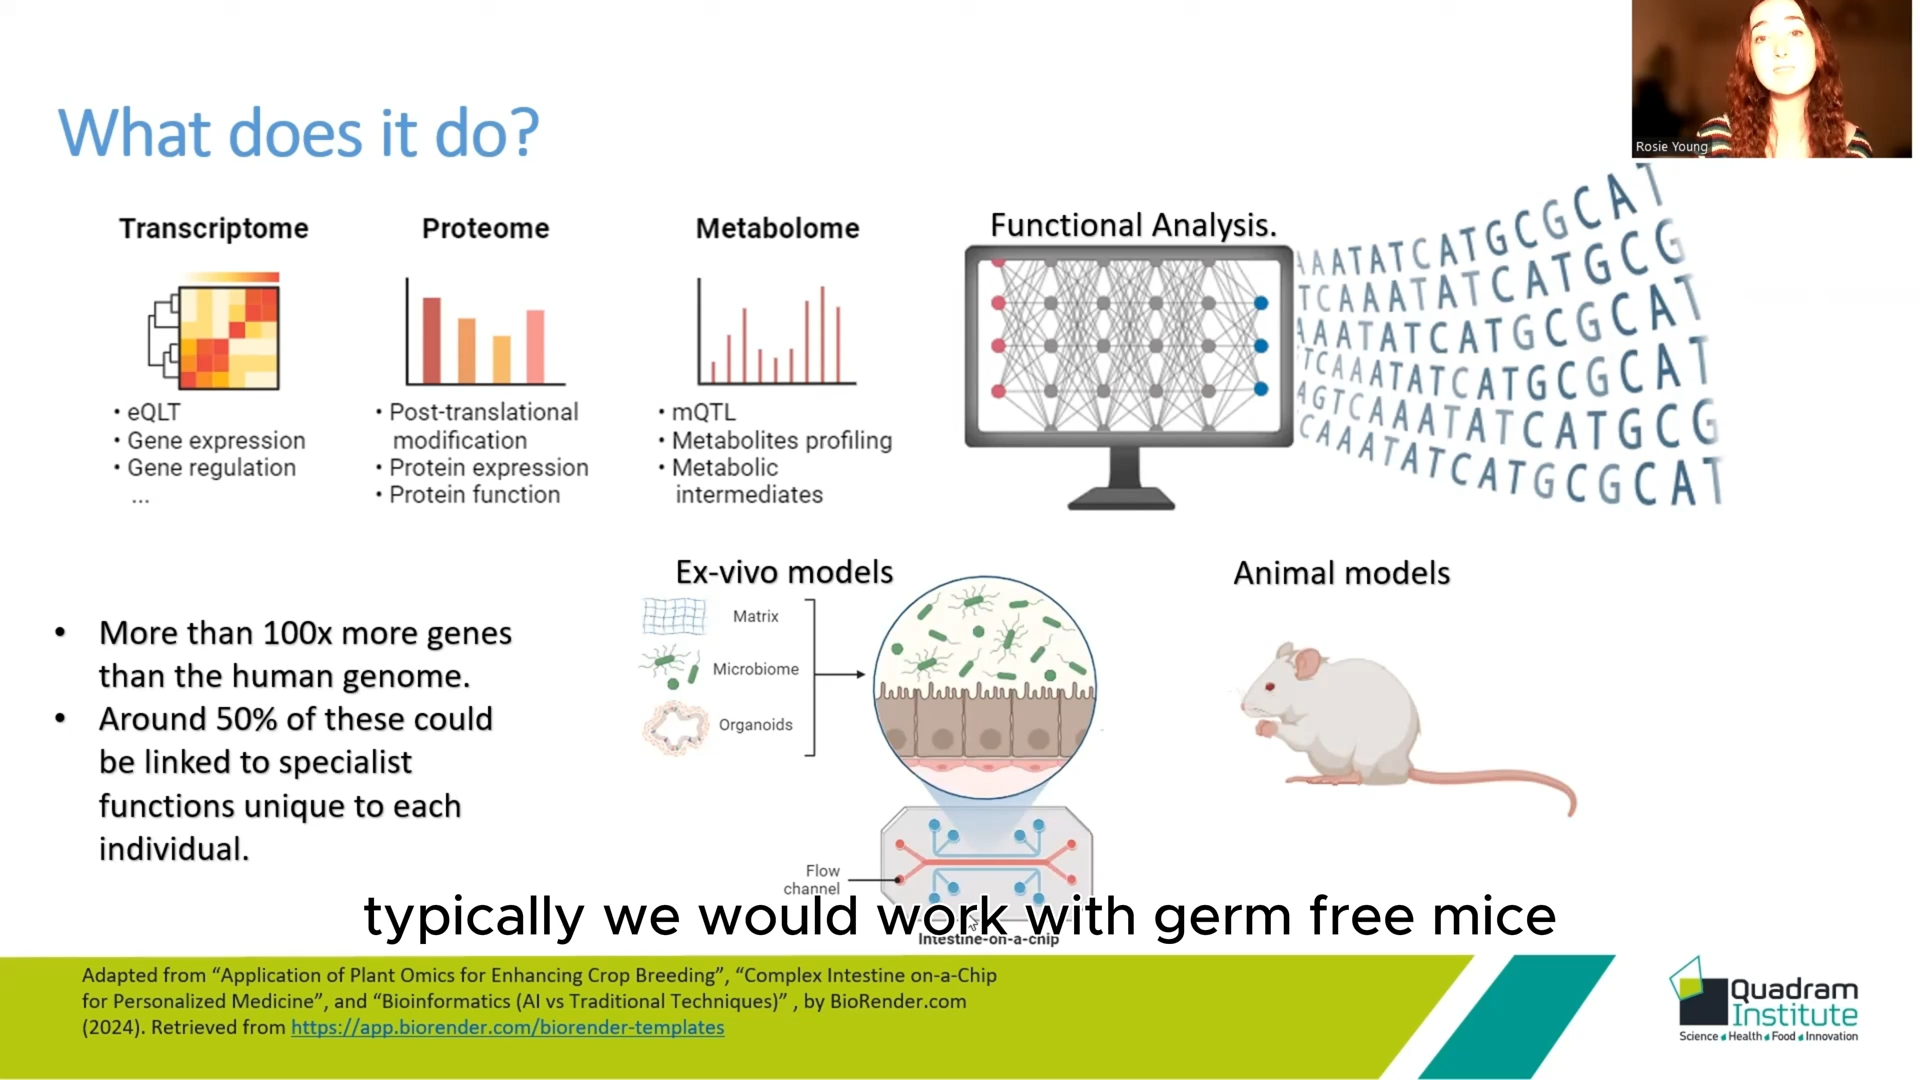 What does it do?
Rosie Young
Transcriptome
Proteome
Metabolome
Functional Analysis.
• eQLT
• Gene expression
• Gene regulation
...
• Post-translational
modification
• Protein expression
• Protein function
• mQTL
• Metabolites profiling
• Metabolic
intermediates
AAATATCATGCGCAT
TCAAATATCATGCG
AAATATCATGCGCAT
TCAAATATCATGCGCAT
AGTCAAATATCATGCG
CAAATATCATGCGCAT
• More than 100x more genes
than the human genome.
• Around 50% of these could
be linked to specialist
functions unique to each
individual.
Ex-vivo models
Matrix
Microbiome
Organoids
Flow
channel
Intestine-on-a-chip
Animal models
typically we would work with germ free mice
Adapted from “Application of Plant Omics for Enhancing Crop Breeding”, “Complex Intestine on-a-Chip
for Personalized Medicine”, and “Bioinformatics (AI vs Traditional Techniques)” , by BioRender.com
(2024). Retrieved from https://app.biorender.com/biorender-templates
Quadram
Institute
Science Health Food Innovation